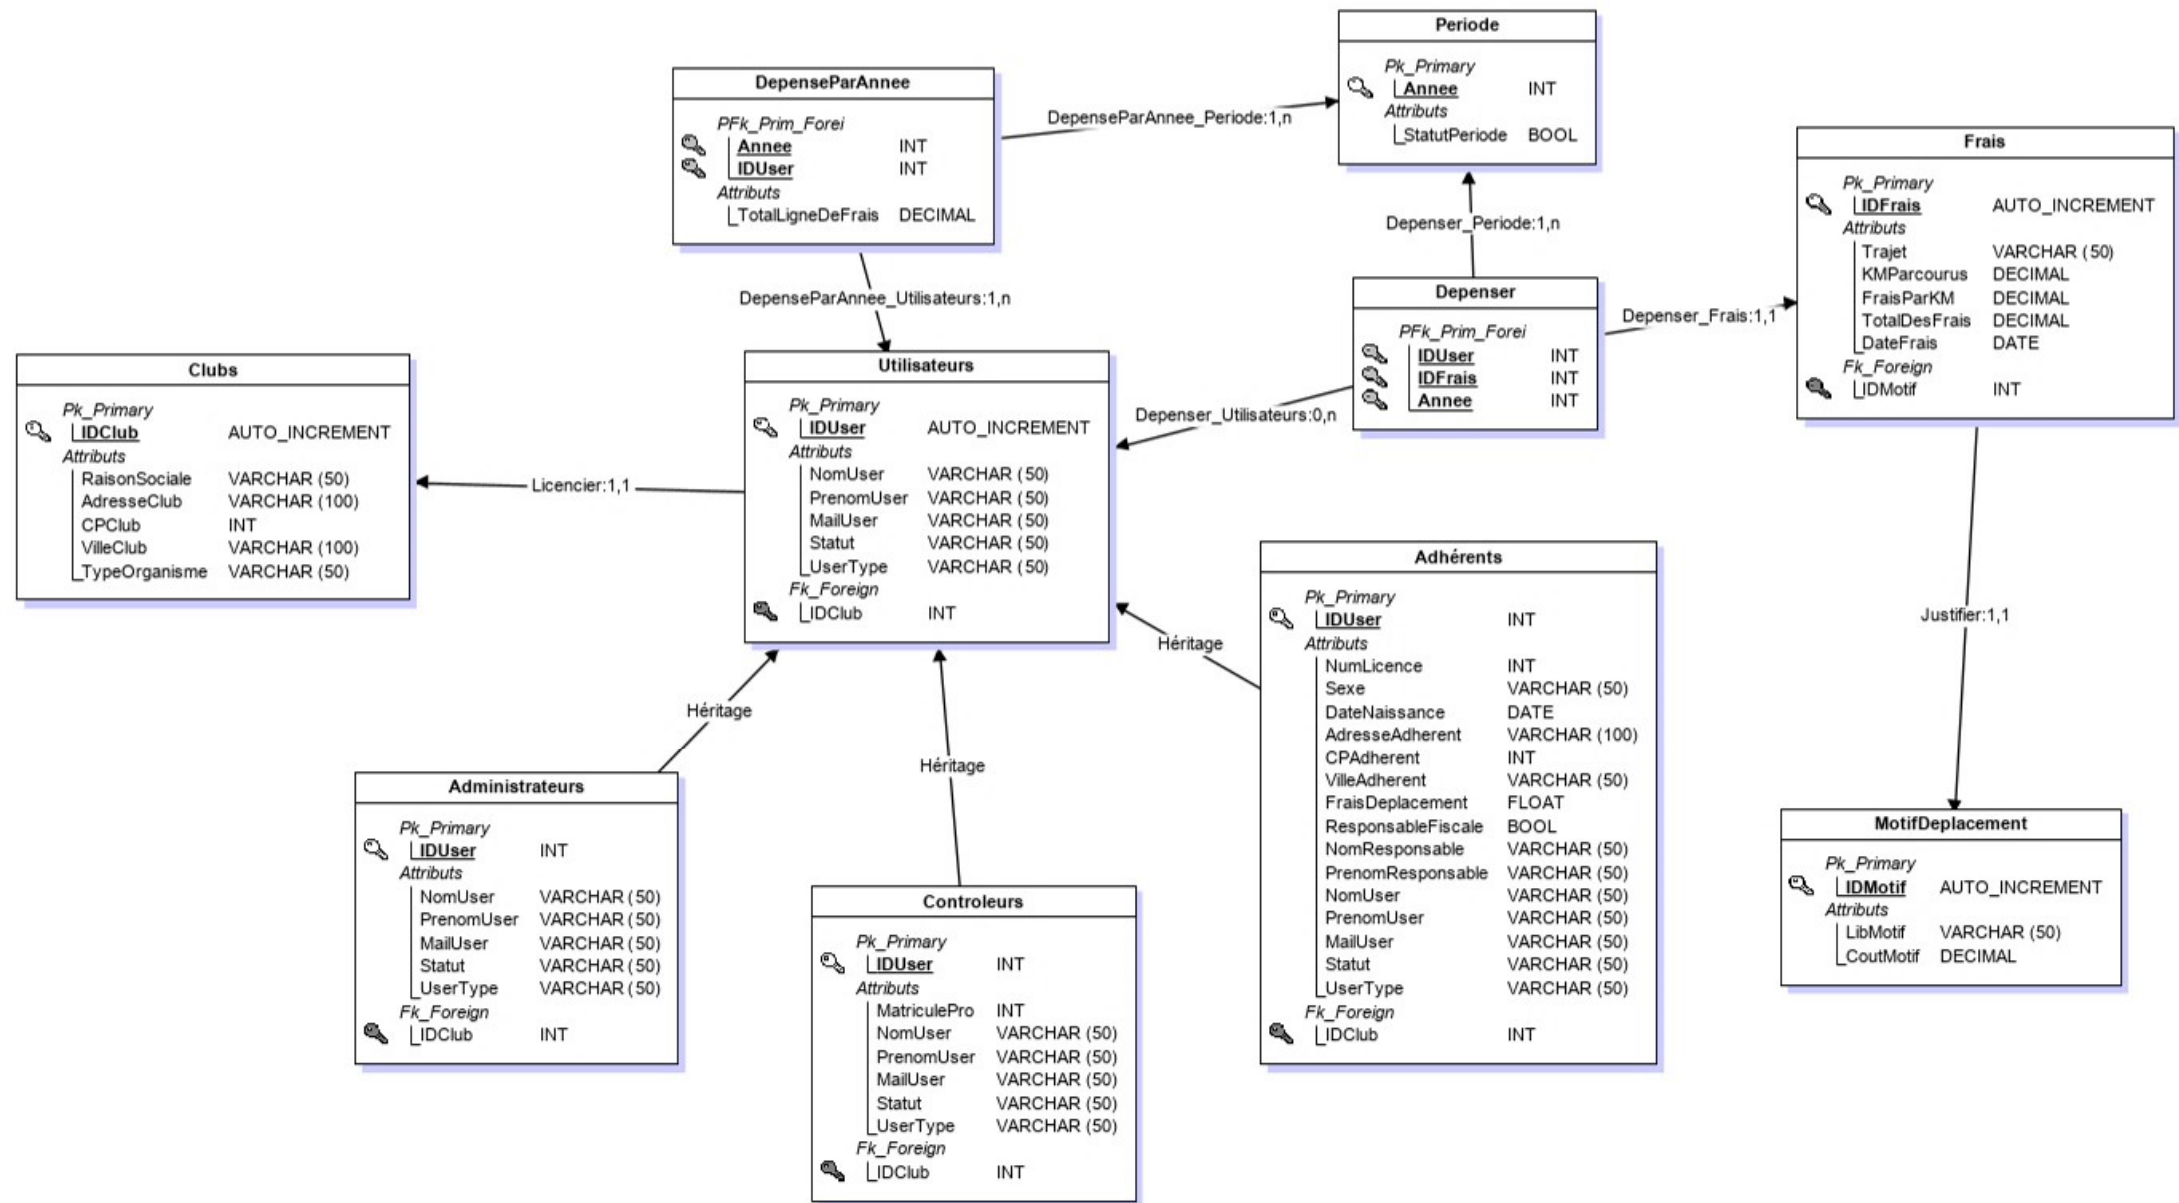 DepenseParAnnee
PFk_Prim_Forei
Annee INT
IDUser INT
Attributs
TotalLigneDeFrais DECIMAL
DepenseParAnnee_Periode:1,n
Periode
Pk_Primary
Annee INT
Attributs
StatutPeriode BOOL
Depenser_Periode:1,n
Frais
Pk_Primary
IDFrais AUTO_INCREMENT
Attributs
Trajet VARCHAR (50)
KMParcourus DECIMAL
FraisParKM DECIMAL
TotalDesFrais DECIMAL
DateFrais DATE
Fk_Foreign
IDMotif INT
Depenser
PFk_Prim_Forei
IDUser INT
IDFrais INT
Annee INT
Depenser_Frais:1,1
DepenseParAnnee_Utilisateurs:1,n
Depenser_Utilisateurs:0,n
Clubs
Pk_Primary
IDClub AUTO_INCREMENT
Attributs
RaisonSociale VARCHAR (50)
AdresseClub VARCHAR (100)
CPClub INT
VilleClub VARCHAR (100)
TypeOrganisme VARCHAR (50)
Licencier:1,1
Utilisateurs
Pk_Primary
IDUser AUTO_INCREMENT
Attributs
NomUser VARCHAR (50)
PrenomUser VARCHAR (50)
MailUser VARCHAR (50)
Statut VARCHAR (50)
UserType VARCHAR (50)
Fk_Foreign
IDClub INT
Héritage
Héritage
Héritage
Adhérents
Pk_Primary
IDUser INT
Attributs
NumLicence INT
Sexe VARCHAR (50)
DateNaissance DATE
AdresseAdherent VARCHAR (100)
CPAdherent INT
VilleAdherent VARCHAR (50)
FraisDeplacement FLOAT
ResponsableFiscale BOOL
NomResponsable VARCHAR (50)
PrenomResponsable VARCHAR (50)
NomUser VARCHAR (50)
PrenomUser VARCHAR (50)
MailUser VARCHAR (50)
Statut VARCHAR (50)
UserType VARCHAR (50)
Fk_Foreign
IDClub INT
Justifier:1,1
Administrateurs
Pk_Primary
IDUser INT
Attributs
NomUser VARCHAR (50)
PrenomUser VARCHAR (50)
MailUser VARCHAR (50)
Statut VARCHAR (50)
UserType VARCHAR (50)
Fk_Foreign
IDClub INT
Controleurs
Pk_Primary
IDUser INT
Attributs
MatriculePro INT
NomUser VARCHAR (50)
PrenomUser VARCHAR (50)
MailUser VARCHAR (50)
Statut VARCHAR (50)
UserType VARCHAR (50)
Fk_Foreign
IDClub INT
MotifDeplacement
Pk_Primary
IDMotif AUTO_INCREMENT
Attributs
LibMotif VARCHAR (50)
CoutMotif DECIMAL